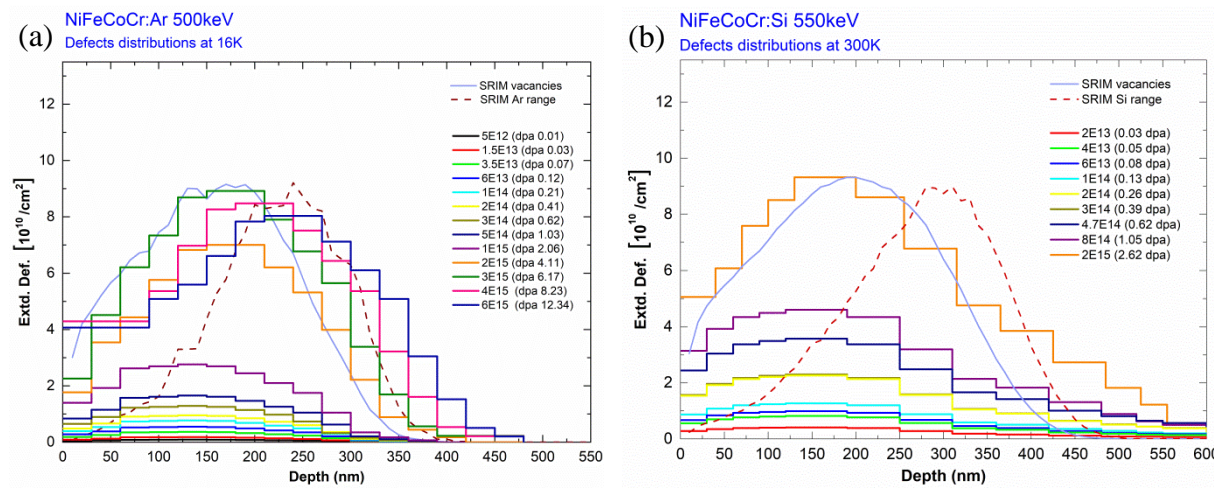 (a)
NiFeCoCr:Ar 500keV
Defects distributions at 16K
SRIM vacancies
SRIM Ar range
5E12 (dpa 0.01)
1.5E13 (dpa 0.03)
3.5E13 (dpa 0.07)
6E13 (dpa 0.12)
1E14 (dpa 0.21)
2E14 (dpa 0.41)
3E14 (dpa 0.62)
5E14 (dpa 1.03)
1E15 (dpa 2.06)
2E15 (dpa 4.11)
3E15 (dpa 6.17)
4E15 (dpa 8.23)
6E15 (dpa 12.34)
Extd. Def. [10¹⁰/cm²]
12
10
8
6
4
2
0
0 50 100 150 200 250 300 350 400 450 500 550
Depth (nm)
(b)
NiFeCoCr:Si 550keV
Defects distributions at 300K
SRIM vacancies
SRIM Si range
2E13 (0.03 dpa)
4E13 (0.05 dpa)
6E13 (0.08 dpa)
1E14 (0.13 dpa)
2E14 (0.26 dpa)
3E14 (0.39 dpa)
4.7E14 (0.62 dpa)
8E14 (1.05 dpa)
2E15 (2.62 dpa)
Extd. Def. [10¹⁰/cm²]
12
10
8
6
4
2
0
0 50 100 150 200 250 300 350 400 450 500 550 600
Depth (nm)